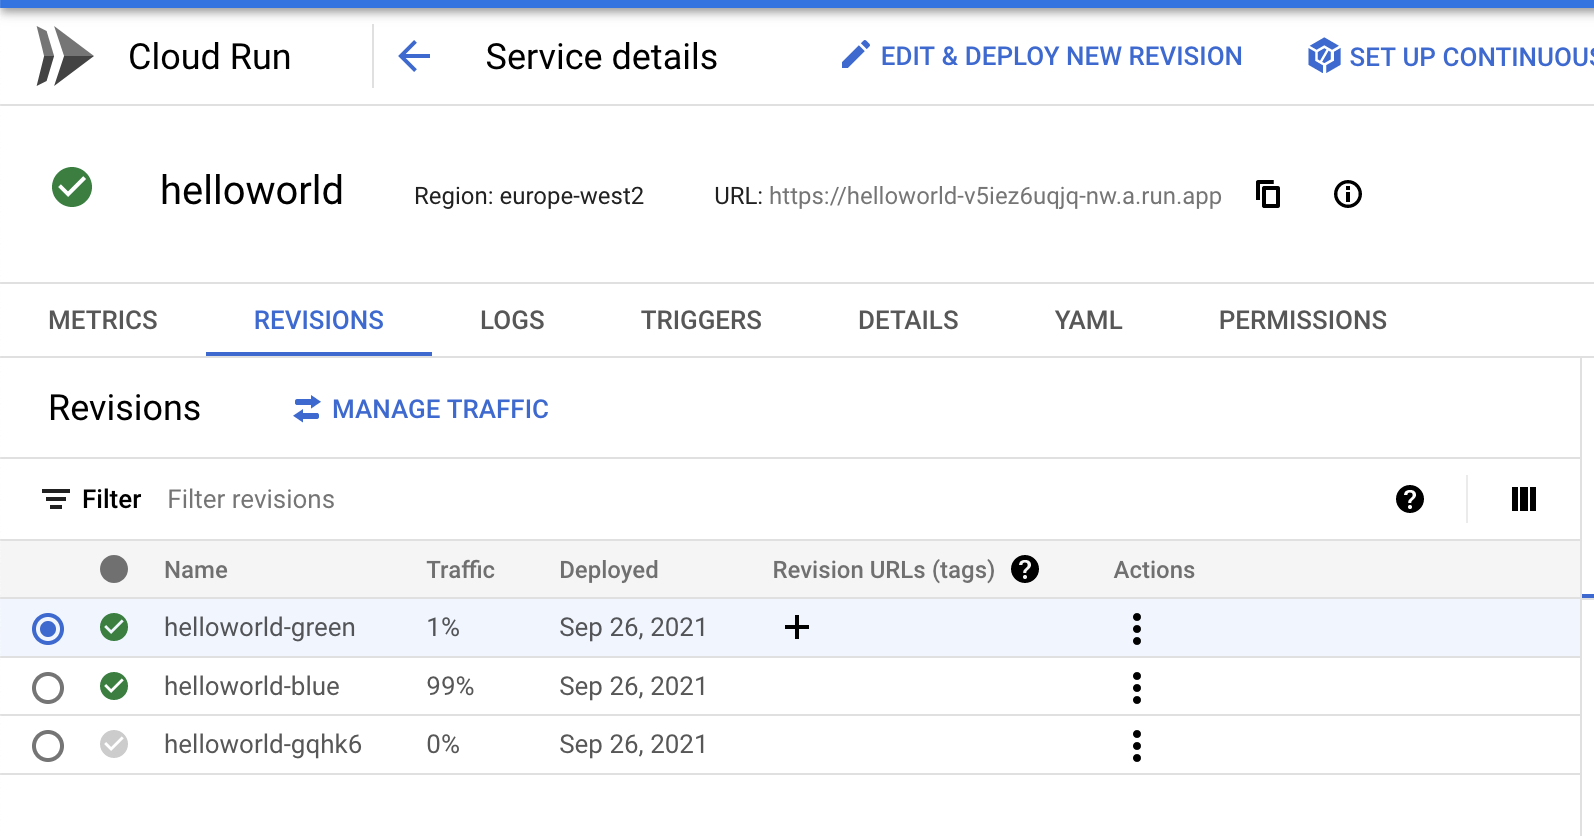 Cloud Run Service details EDIT & DEPLOY NEW REVISION SET UP CONTINUOUS
helloworld Region: europe-west2 URL: https://helloworld-v5iez6uqjq-nw.a.run.app
METRICS REVISIONS LOGS TRIGGERS DETAILS YAML PERMISSIONS
Revisions MANAGE TRAFFIC
Filter Filter revisions
Name Traffic Deployed Revision URLs (tags) Actions
helloworld-green 1% Sep 26, 2021
helloworld-blue 99% Sep 26, 2021
helloworld-gqhk6 0% Sep 26, 2021